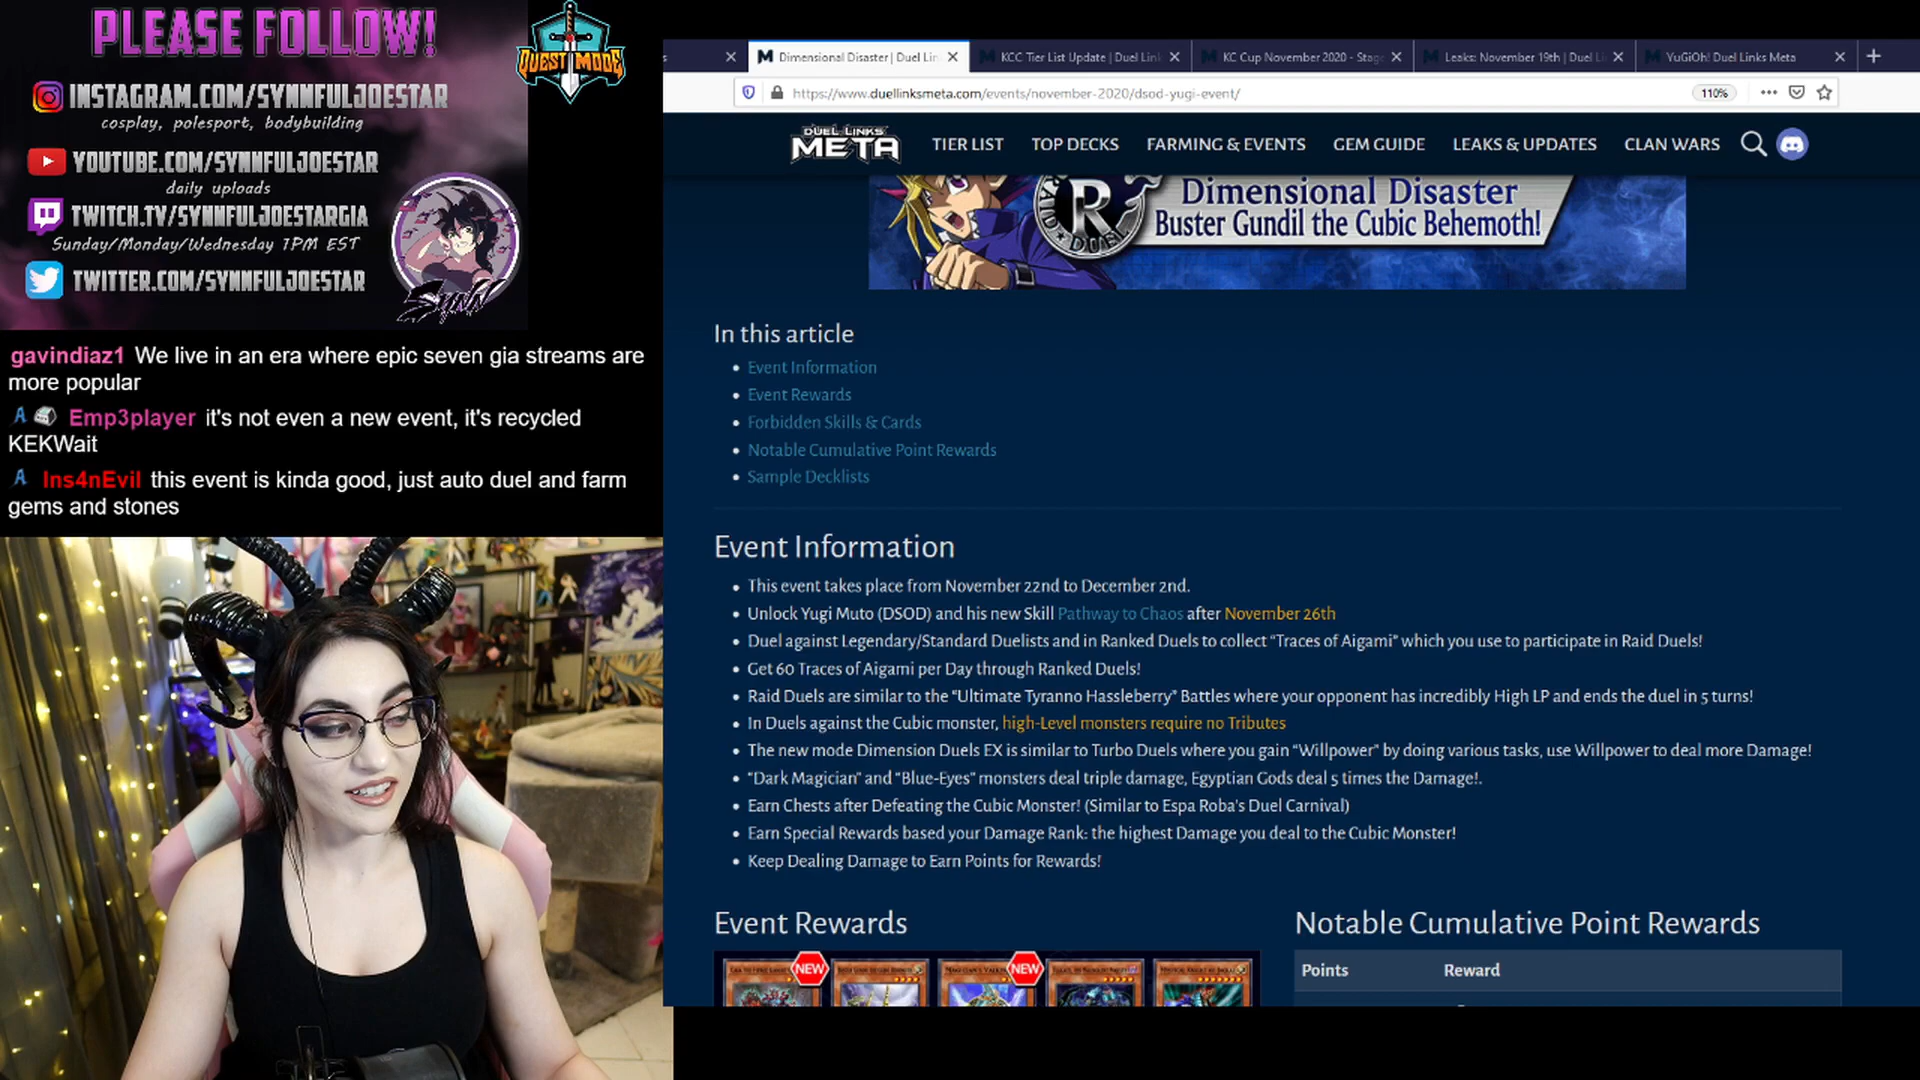 PLEASE FOLLOW!
QUEST MODE
INSTAGRAM.COM/SYNNFULJOESTAR
cosplay, polesport, bodybuilding
YOUTUBE.COM/SYNNFULJOESTAR
daily uploads
TWITCH.TV/SYNNFULJOESTARGIA
Sunday/Monday/Wednesday 7PM EST
TWITTER.COM/SYNNFULJOESTAR
SYNN
gavindiaz1 We live in an era where epic seven gia streams are
more popular
Emp3player it's not even a new event, it's recycled
KEKWait
Ins4nEvil this event is kinda good, just auto duel and farm
gems and stones
s
Dimensional Disaster | Duel Lin
KCC Tier List Update | Duel Link
KC Cup November 2020 - Stage
Leaks: November 19th | Duel Li
YuGiOh! Duel Links Meta
https://www.duellinksmeta.com/events/november-2020/dsod-yugi-event/
110%
DUEL LINKS META
TIER LIST
TOP DECKS
FARMING & EVENTS
GEM GUIDE
LEAKS & UPDATES
CLAN WARS
RAID DUEL
R
Dimensional Disaster
Buster Gundil the Cubic Behemoth!
In this article
Event Information
Event Rewards
Forbidden Skills & Cards
Notable Cumulative Point Rewards
Sample Decklists
Event Information
This event takes place from November 22nd to December 2nd.
Unlock Yugi Muto (DSOD) and his new Skill Pathway to Chaos after November 26th
Duel against Legendary/Standard Duelists and in Ranked Duels to collect "Traces of Aigami" which you use to participate in Raid Duels!
Get 60 Traces of Aigami per Day through Ranked Duels!
Raid Duels are similar to the "Ultimate Tyranno Hassleberry" Battles where your opponent has incredibly High LP and ends the duel in 5 turns!
In Duels against the Cubic monster, high-Level monsters require no Tributes
The new mode Dimension Duels EX is similar to Turbo Duels where you gain "Willpower" by doing various tasks, use Willpower to deal more Damage!
"Dark Magician" and "Blue-Eyes" monsters deal triple damage, Egyptian Gods deal 5 times the Damage!.
Earn Chests after Defeating the Cubic Monster! (Similar to Espa Roba's Duel Carnival)
Earn Special Rewards based your Damage Rank: the highest Damage you deal to the Cubic Monster!
Keep Dealing Damage to Earn Points for Rewards!
Event Rewards
NEW
NEW
Notable Cumulative Point Rewards
Points
Reward